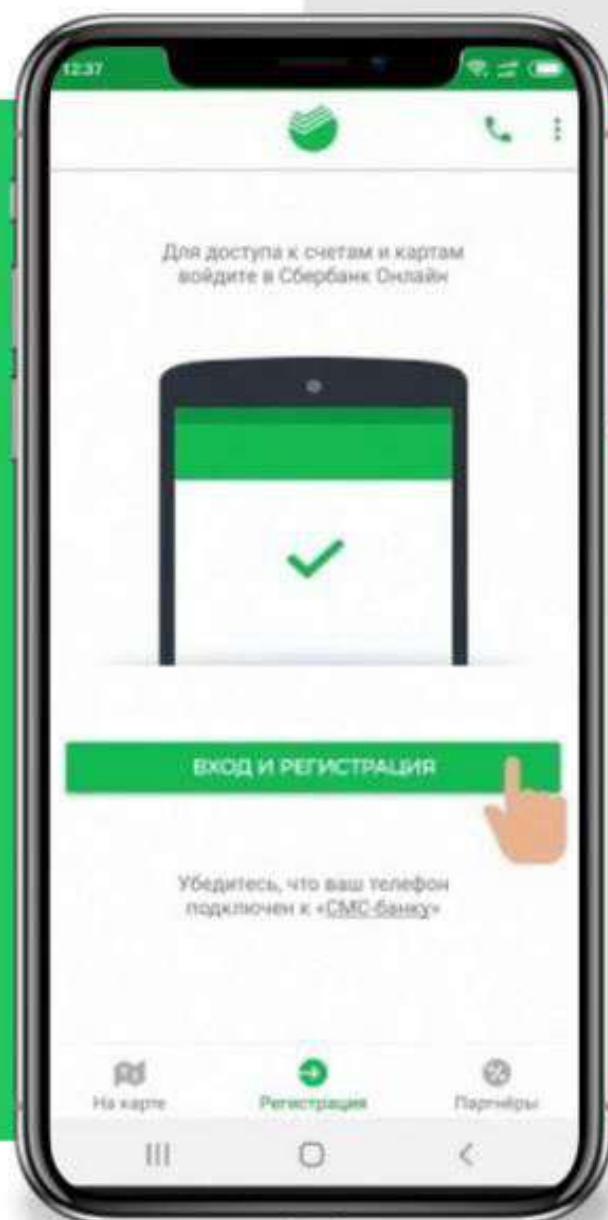 12:37
Для доступа к счетам и картам
войдите в Сбербанк Онлайн
ВХОД И РЕГИСТРАЦИЯ
Убедитесь, что ваш телефон
подключен к «СМС-банку»
На карте
Регистрация
Партнёры